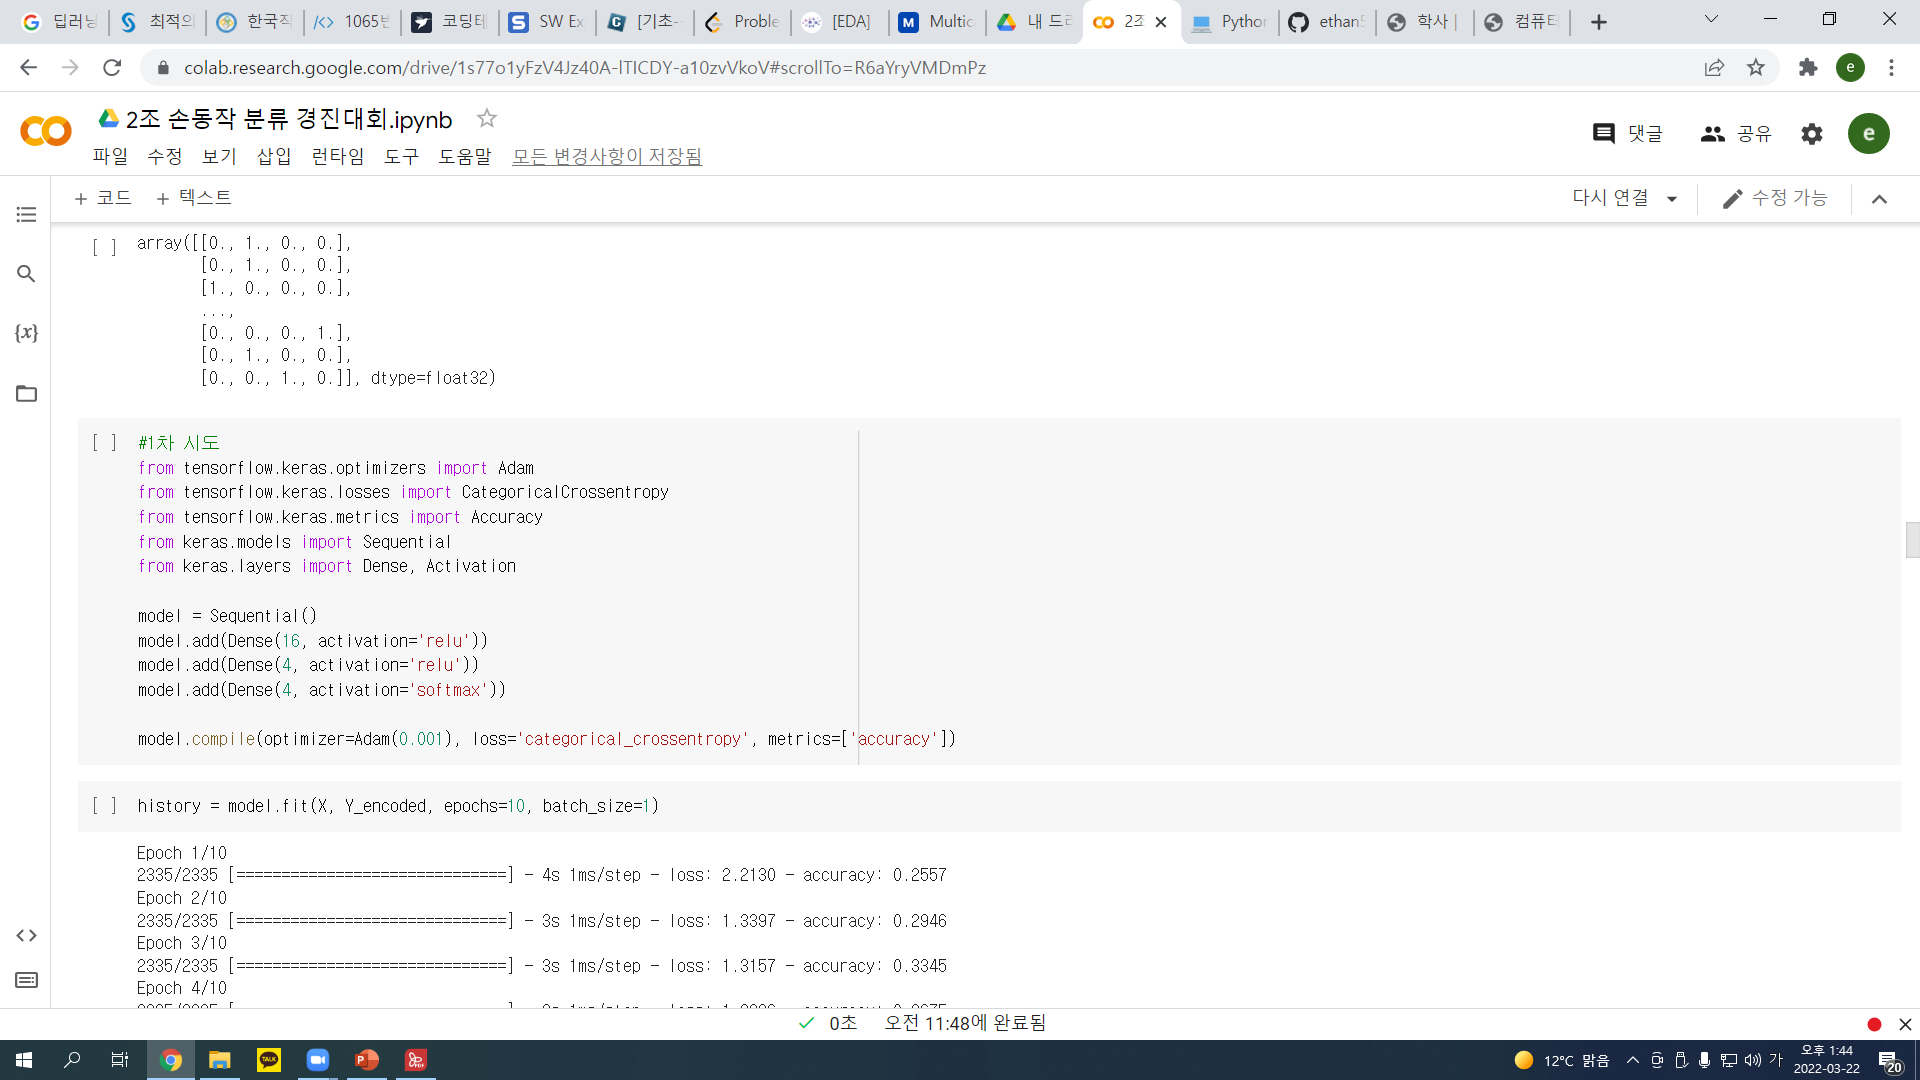 딥러닝
최적의
한국직
1065번
코딩테
SW Ex
[기초-
Proble
[EDA]
Multic
내 드라
2조
Python
ethan5
학사 |
컴퓨터
colab.research.google.com/drive/1s77o1yFzV4Jz40A-lTICDY-a10zvVkoV#scrollTo=R6aYryVMDmPz
e
2조 손동작 분류 경진대회.ipynb
댓글
공유
e
파일 수정 보기 삽입 런타임 도구 도움말 모든 변경사항이 저장됨
+ 코드 + 텍스트
다시 연결
수정 가능
[ ] array([[0., 1., 0., 0.],
[0., 1., 0., 0.],
[1., 0., 0., 0.],
...,
[0., 0., 0., 1.],
[0., 1., 0., 0.],
[0., 0., 1., 0.]], dtype=float32)
{x}
[ ] #1차 시도
from tensorflow.keras.optimizers import Adam
from tensorflow.keras.losses import CategoricalCrossentropy
from tensorflow.keras.metrics import Accuracy
from keras.models import Sequential
from keras.layers import Dense, Activation
model = Sequential()
model.add(Dense(16, activation='relu'))
model.add(Dense(4, activation='relu'))
model.add(Dense(4, activation='softmax'))
model.compile(optimizer=Adam(0.001), loss='categorical_crossentropy', metrics=['accuracy'])
[ ] history = model.fit(X, Y_encoded, epochs=10, batch_size=1)
Epoch 1/10
2335/2335 [==============================] - 4s 1ms/step - loss: 2.2130 - accuracy: 0.2557
Epoch 2/10
2335/2335 [==============================] - 3s 1ms/step - loss: 1.3397 - accuracy: 0.2946
Epoch 3/10
2335/2335 [==============================] - 3s 1ms/step - loss: 1.3157 - accuracy: 0.3345
Epoch 4/10
0초 오전 11:48에 완료됨
TALK
12°C 맑음
가
오후 1:44
2022-03-22
20